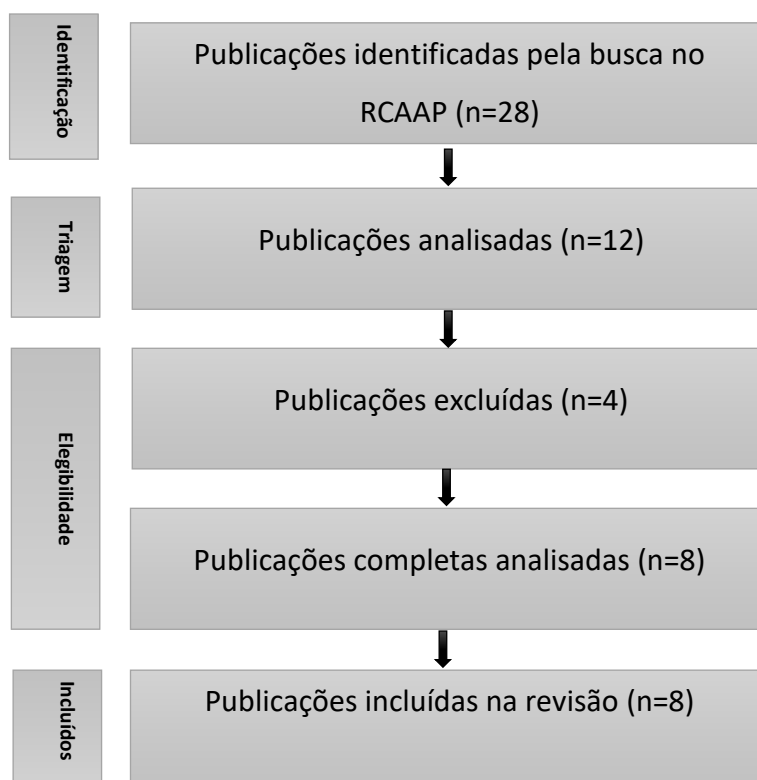 Identificação
Publicações identificadas pela busca no
RCAAP (n=28)
Triagem
Publicações analisadas (n=12)
Elegibilidade
Publicações excluídas (n=4)
Publicações completas analisadas (n=8)
Incluídos
Publicações incluídas na revisão (n=8)